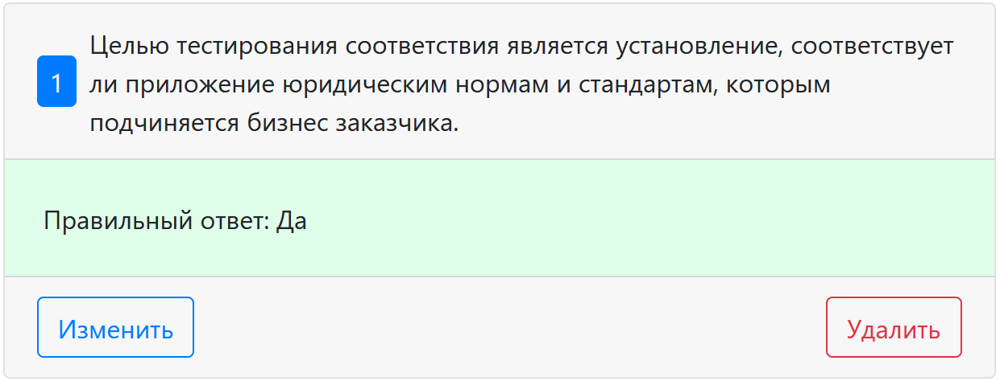 Целью тестирования соответствия является установление, соответствует
1
ли приложение юридическим нормам и стандартам, которым
подчиняется бизнес заказчика.
Правильный ответ: Да
Изменить
Удалить